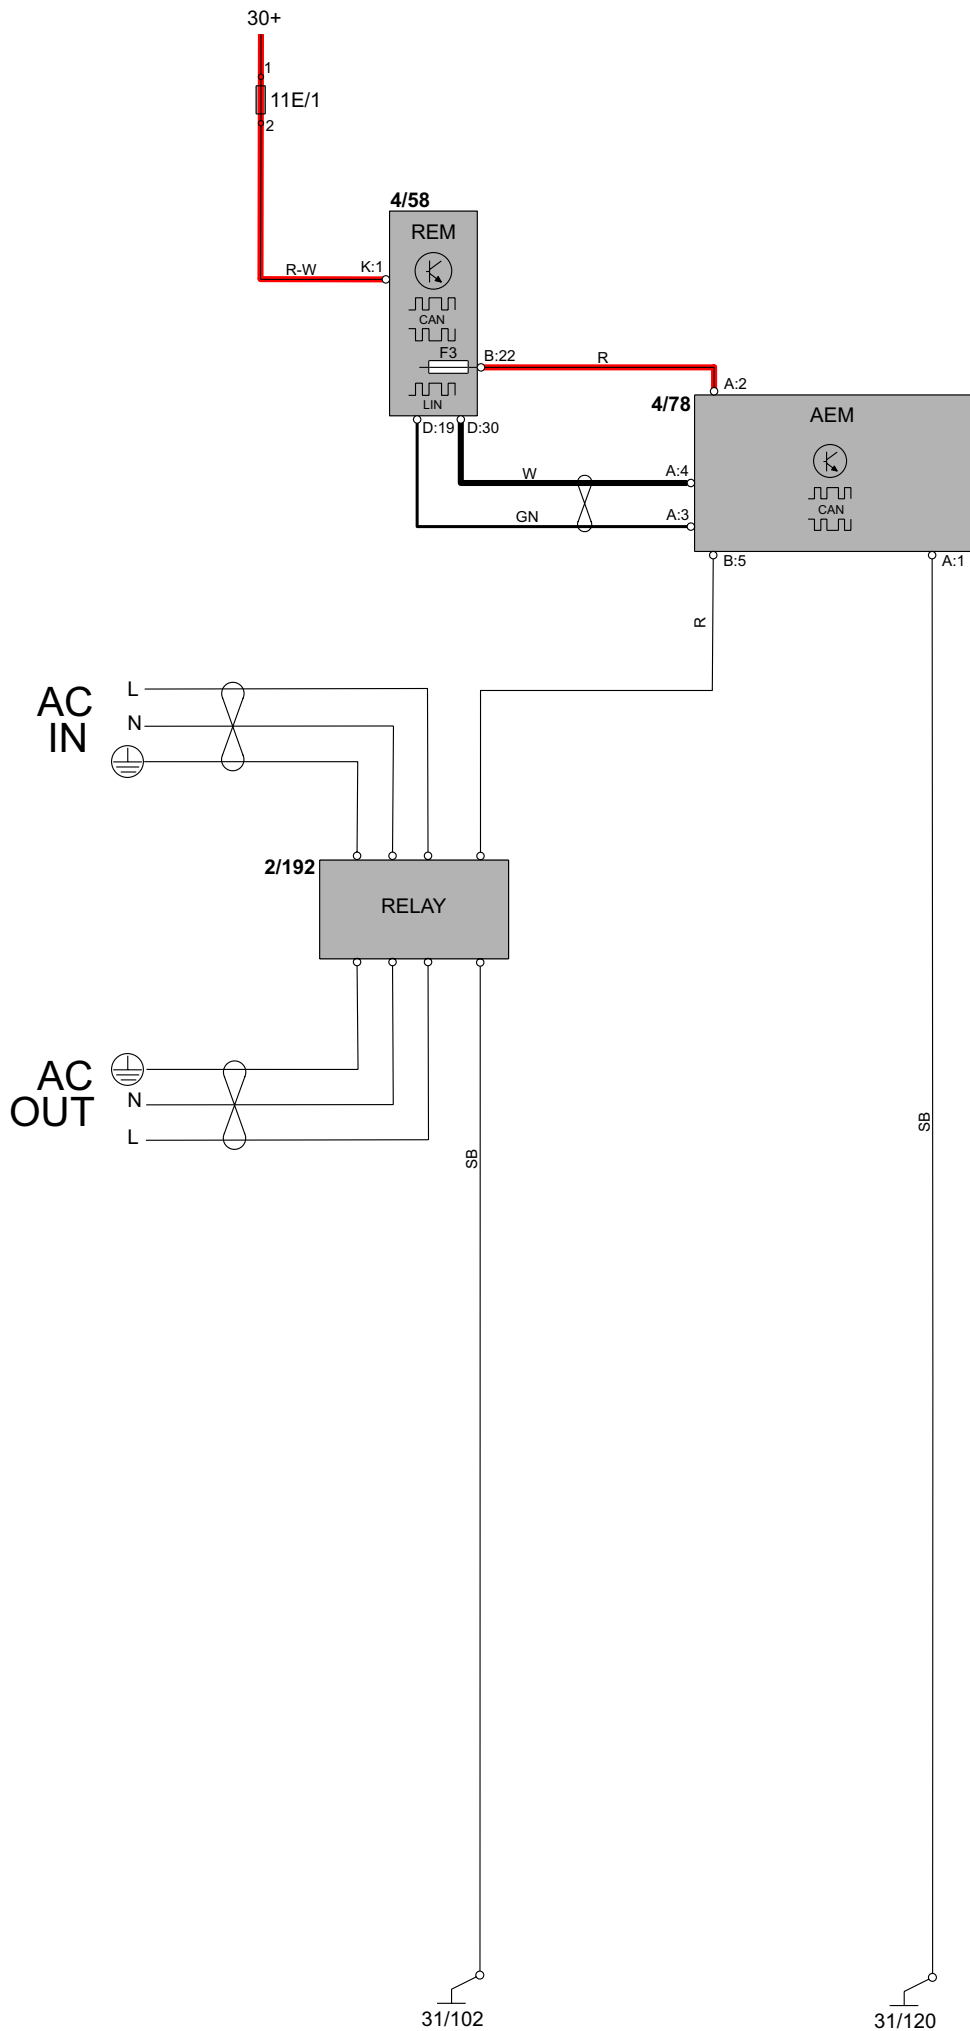 30+
1
11E/1
2
4/58
REM
R-W
K:1
CAN
F3
B:22
R
A:2
LIN
4/78
AEM
D:19
D:30
W
A:4
CAN
GN
A:3
B:5
A:1
R
AC
IN
L
N
2/192
RELAY
AC
OUT
N
L
SB
SB
31/102
31/120